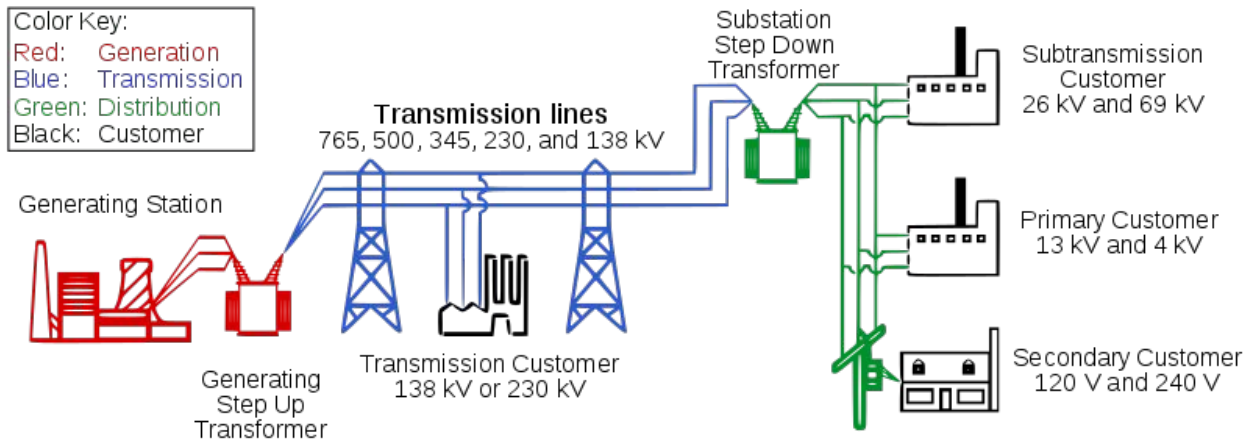 Color Key:
Red: Generation
Blue: Transmission
Green: Distribution
Black: Customer
Generating Station
Generating
Step Up
Transformer
Transmission lines
765, 500, 345, 230, and 138 kV
Transmission Customer
138 kV or 230 kV
Substation
Step Down
Transformer
Subtransmission
Customer
26 kV and 69 kV
Primary Customer
13 kV and 4 kV
Secondary Customer
120 V and 240 V